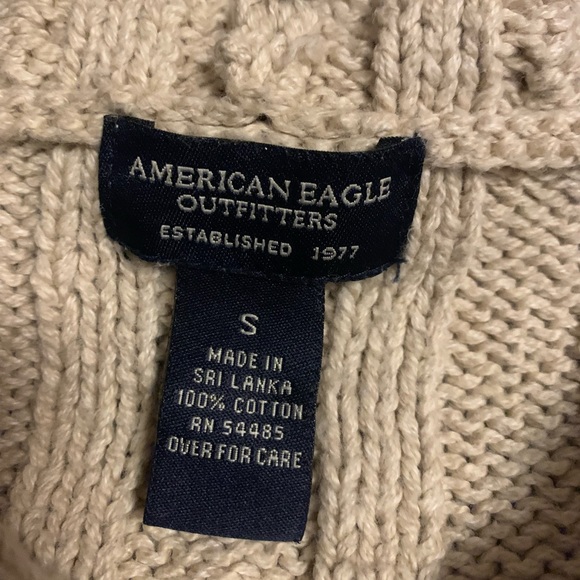 AMERICAN EAGLE
OUTFITTERS
ESTABLISHED 1977
S
MADE IN
SRI LANKA
100% COTTON
RN 54485
OVER FOR CARE